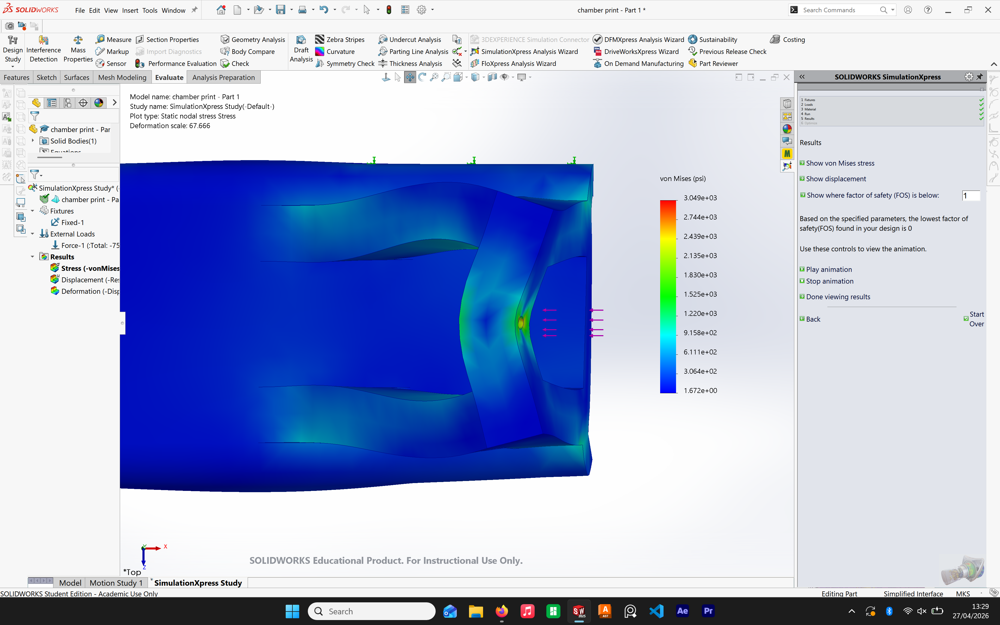 SOLIDWORKS
File Edit View Insert Tools Window
chamber print - Part 1 *
Search Commands
Design Study
Interference Detection
Mass Properties
Measure
Markup
Sensor
Section Properties
Import Diagnostics
Performance Evaluation
Geometry Analysis
Body Compare
Check
Draft Analysis
Zebra Stripes
Curvature
Symmetry Check
Undercut Analysis
Parting Line Analysis
Thickness Analysis
3DEXPERIENCE Simulation Connector
SimulationXpress Analysis Wizard
FloXpress Analysis Wizard
DFMXpress Analysis Wizard
DriveWorksXpress Wizard
On Demand Manufacturing
Sustainability
Previous Release Check
Part Reviewer
Costing
Features Sketch Surfaces Mesh Modeling Evaluate Analysis Preparation
chamber print - Par
Solid Bodies(1)
SimulationXpress Study* (-
chamber print - Pa
Fixtures
Fixed-1
External Loads
Force-1 (:Total: -75
Results
Stress (-vonMises
Displacement (-Res
Deformation (-Disp
Model name: chamber print - Part 1
Study name: SimulationXpress Study(-Default-)
Plot type: Static nodal stress Stress
Deformation scale: 67.666
von Mises (psi)
3.049e+03
2.744e+03
2.439e+03
2.135e+03
1.830e+03
1.525e+03
1.220e+03
9.158e+02
6.111e+02
3.064e+02
1.672e+00
Y
X
Z
*Top
SOLIDWORKS Educational Product. For Instructional Use Only.
SOLIDWORKS SimulationXpress
1 Fixtures
2 Loads
3 Material
4 Run
5 Results
6 Optimize
Results
Show von Mises stress
Show displacement
Show where factor of safety (FOS) is below: 1
Based on the specified parameters, the lowest factor of
safety(FOS) found in your design is 0
Use these controls to view the animation.
Play animation
Stop animation
Done viewing results
Back
Start
Over
Model Motion Study 1 SimulationXpress Study
SOLIDWORKS Student Edition - Academic Use Only
Editing Part Simplified Interface MKS
Search
SW 2025
A AST
Ae
Pr
13:29
27/04/2026